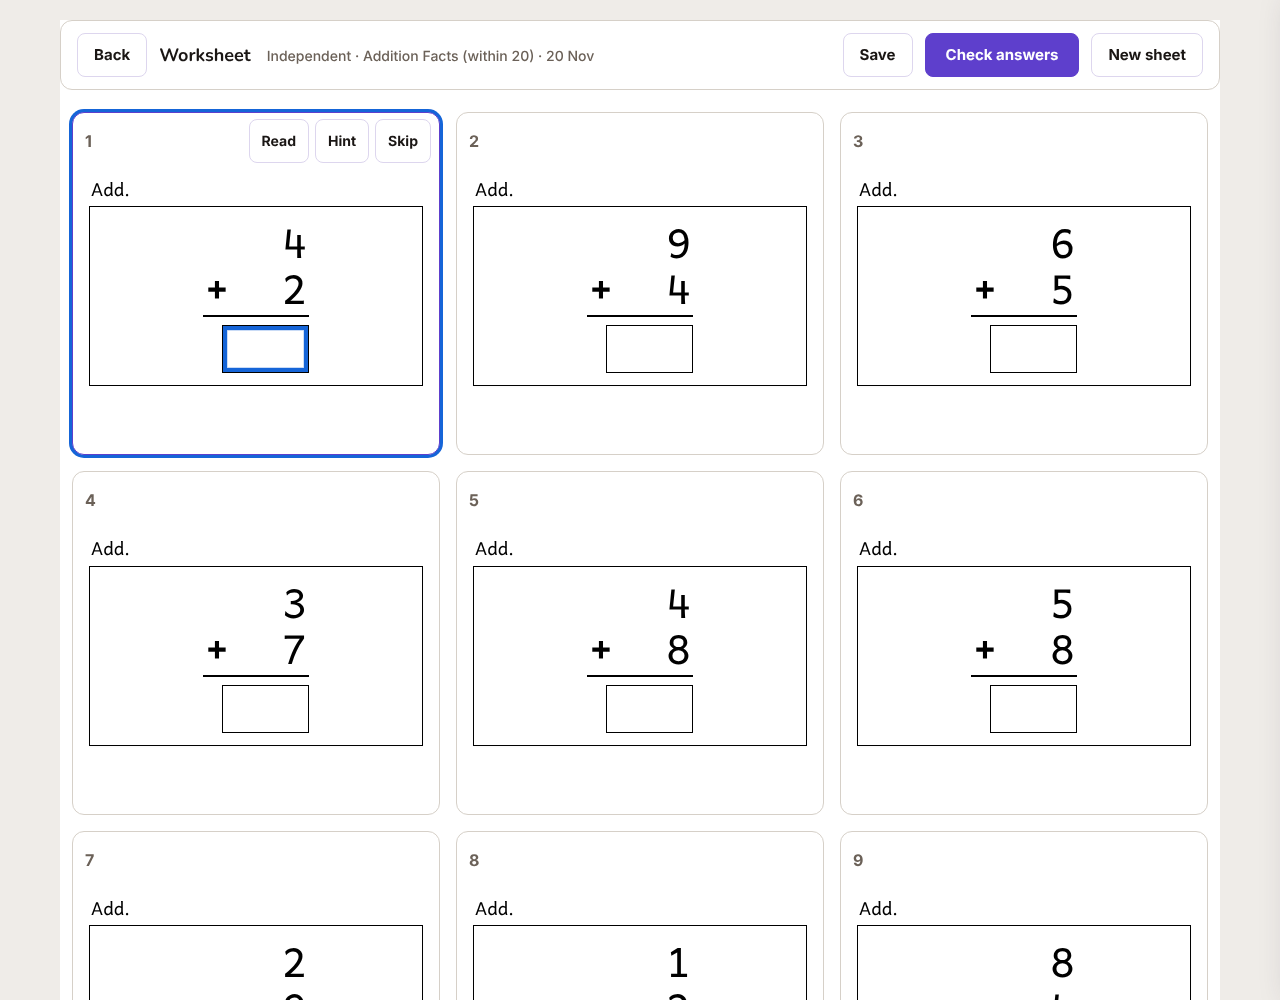 Back Worksheet Independent · Addition Facts (within 20) · 20 Nov Save Check answers New sheet
1 Read Hint Skip
Add.
4
+ 2
2
Add.
9
+ 4
3
Add.
6
+ 5
4
Add.
3
+ 7
5
Add.
4
+ 8
6
Add.
5
+ 8
7
Add.
2
8
Add.
1
9
Add.
8